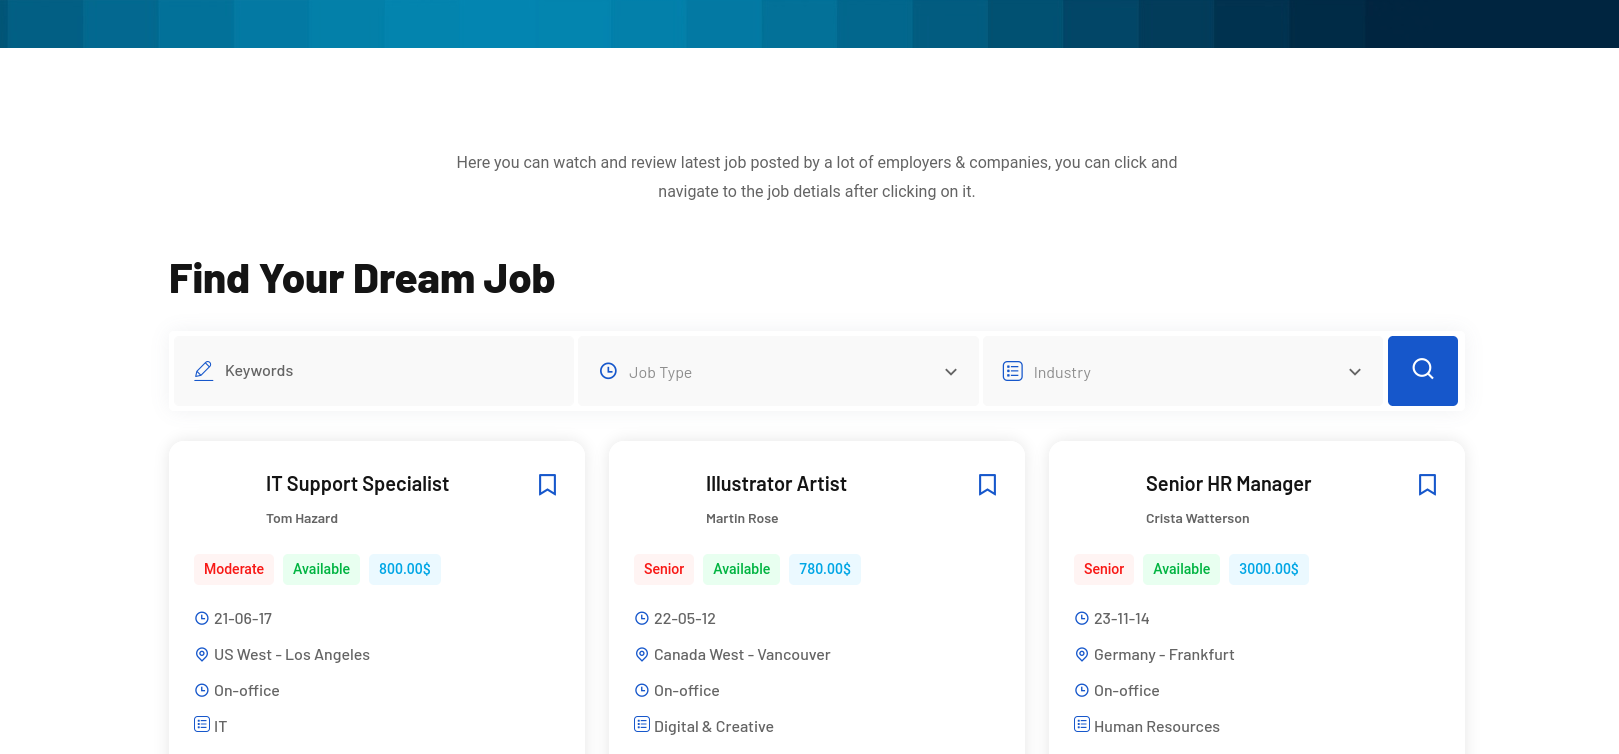 Here you can watch and review latest job posted by a lot of employers & companies, you can click and
navigate to the job detials after clicking on it.
Find Your Dream Job
Keywords
Job Type
Industry
IT Support Specialist
Tom Hazard
Moderate Available 800.00$
21-06-17
US West - Los Angeles
On-office
IT
Illustrator Artist
Martin Rose
Senior Available 780.00$
22-05-12
Canada West - Vancouver
On-office
Digital & Creative
Senior HR Manager
Crista Watterson
Senior Available 3000.00$
23-11-14
Germany - Frankfurt
On-office
Human Resources